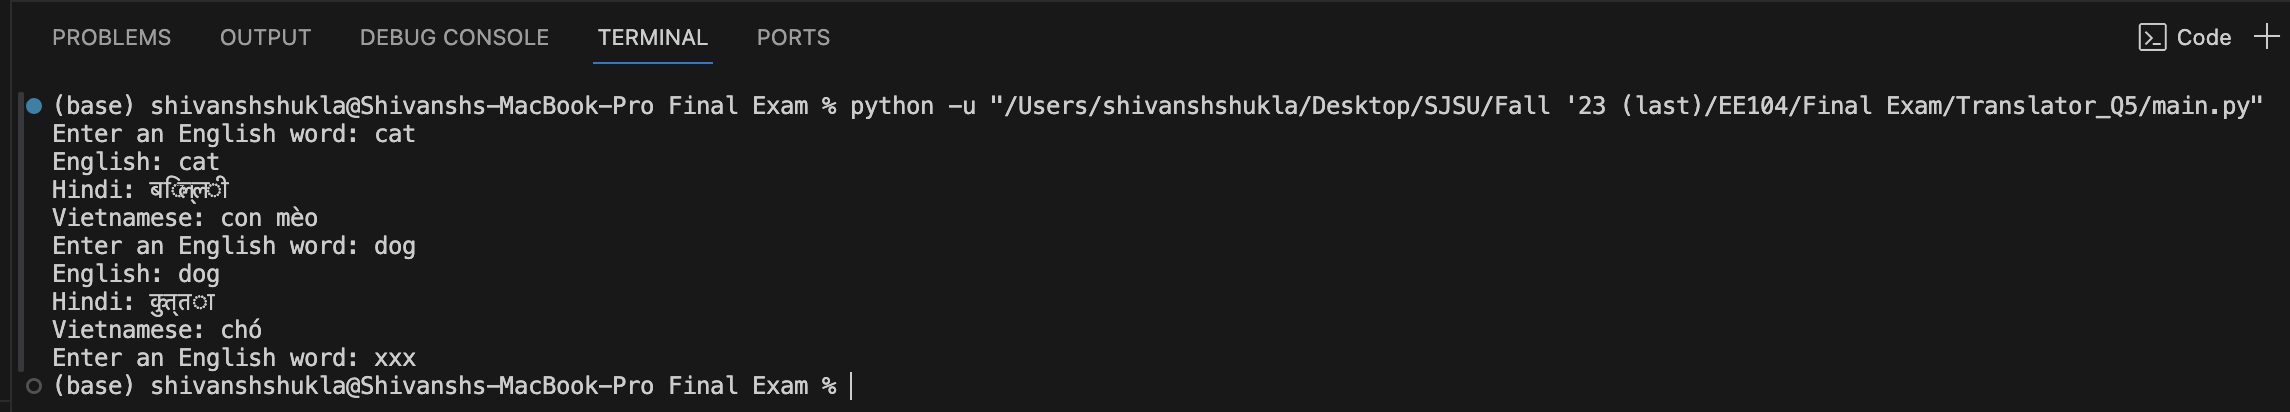 PROBLEMS OUTPUT DEBUG CONSOLE TERMINAL PORTS Code
(base) shivanshshukla@Shivanshs-MacBook-Pro Final Exam % python -u "/Users/shivanshshukla/Desktop/SJSU/Fall '23 (last)/EE104/Final Exam/Translator_Q5/main.py"
Enter an English word: cat
English: cat
Hindi: बिल्ली
Vietnamese: con mèo
Enter an English word: dog
English: dog
Hindi: कुत्ता
Vietnamese: chó
Enter an English word: xxx
(base) shivanshshukla@Shivanshs-MacBook-Pro Final Exam %